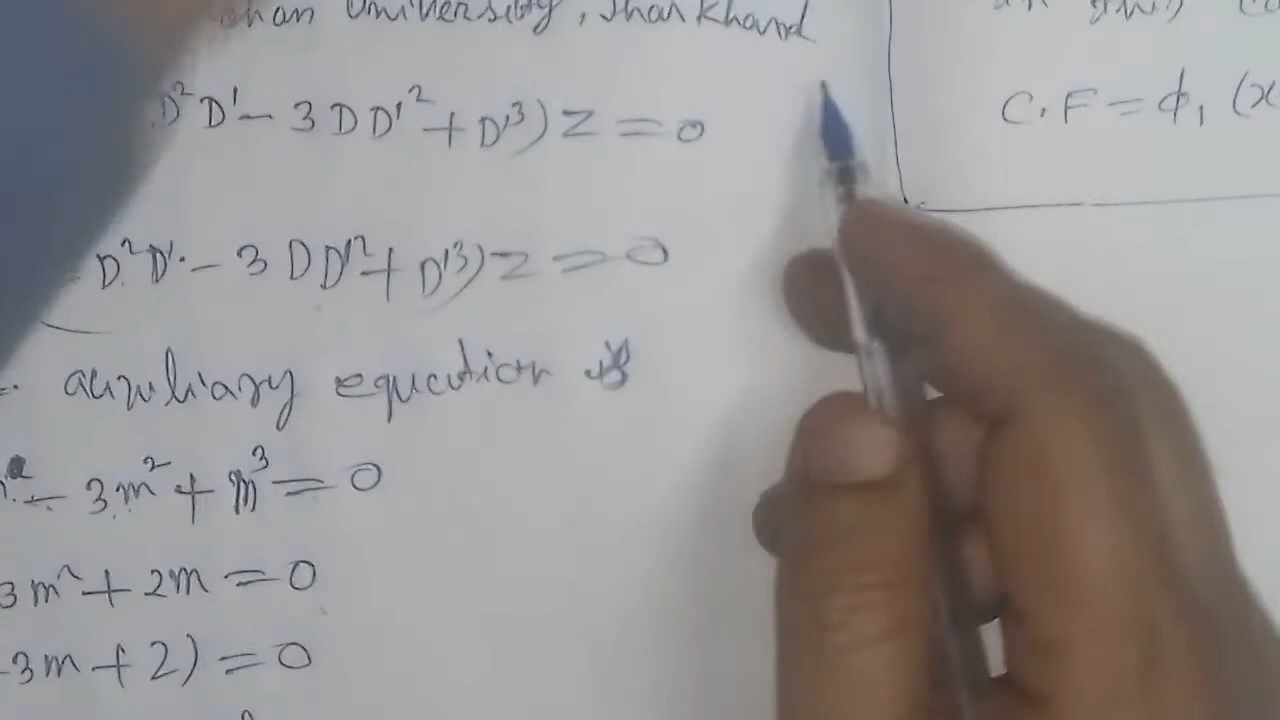 University, Jharkhand
D²D' - 3DD'² + D'³)z = 0
D²D' - 3DD'² + D'³)z = 0
auxiliary equation is
- 3m² + m³ = 0
3m² + 2m = 0
-3m + 2) = 0
C.F = ϕ₁ (x